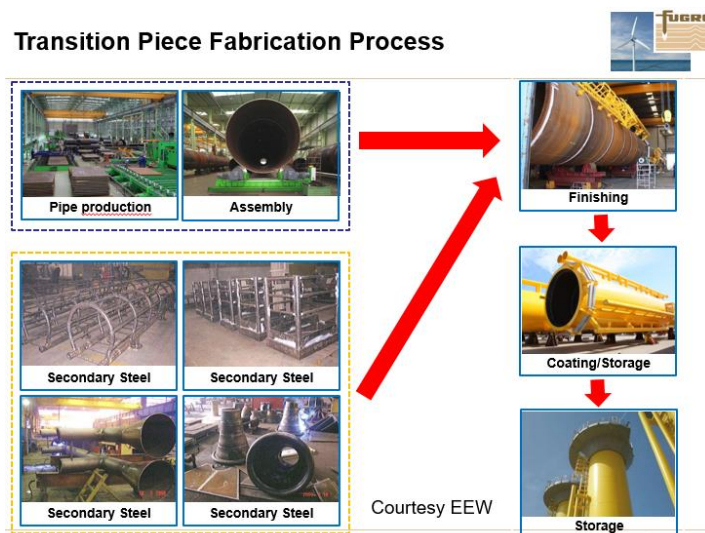 Transition Piece Fabrication Process
Pipe production
Assembly
Finishing
Secondary Steel
Secondary Steel
Coating/Storage
Secondary Steel
Secondary Steel
Courtesy EEW
Storage